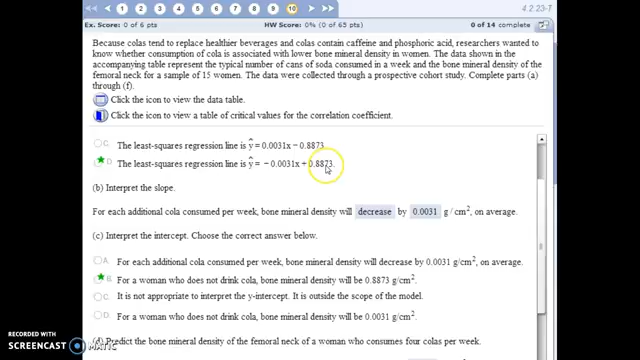 4.2.23-T
1 2 3 4 5 6 7 8 9 10
Ex. Score: 0 of 6 pts HW Score: 0% (0 of 65 pts) 0 of 14 complete
Because colas tend to replace healthier beverages and colas contain caffeine and phosphoric acid, researchers wanted to
know whether consumption of cola is associated with lower bone mineral density in women. The data shown in the
accompanying table represent the typical number of cans of soda consumed in a week and the bone mineral density of the
femoral neck for a sample of 15 women. The data were collected through a prospective cohort study. Complete parts (a)
through (f).
Click the icon to view the data table.
Click the icon to view a table of critical values for the correlation coefficient.
C. The least-squares regression line is ŷ = 0.0031x − 0.8873
D. The least-squares regression line is ŷ = − 0.0031x + 0.8873.
(b) Interpret the slope.
For each additional cola consumed per week, bone mineral density will decrease by 0.0031 g / cm², on average.
(c) Interpret the intercept. Choose the correct answer below.
A. For each additional cola consumed per week, bone mineral density will decrease by 0.0031 g/cm², on average.
B. For a woman who does not drink cola, bone mineral density will be 0.8873 g/cm².
C. It is not appropriate to interpret the y-intercept. It is outside the scope of the model.
D. For a woman who does not drink cola, bone mineral density will be 0.0031 g/cm².
(d) Predict the bone mineral density of the femoral neck of a woman who consumes four colas per week.
RECORDED WITH
SCREENCAST MATIC